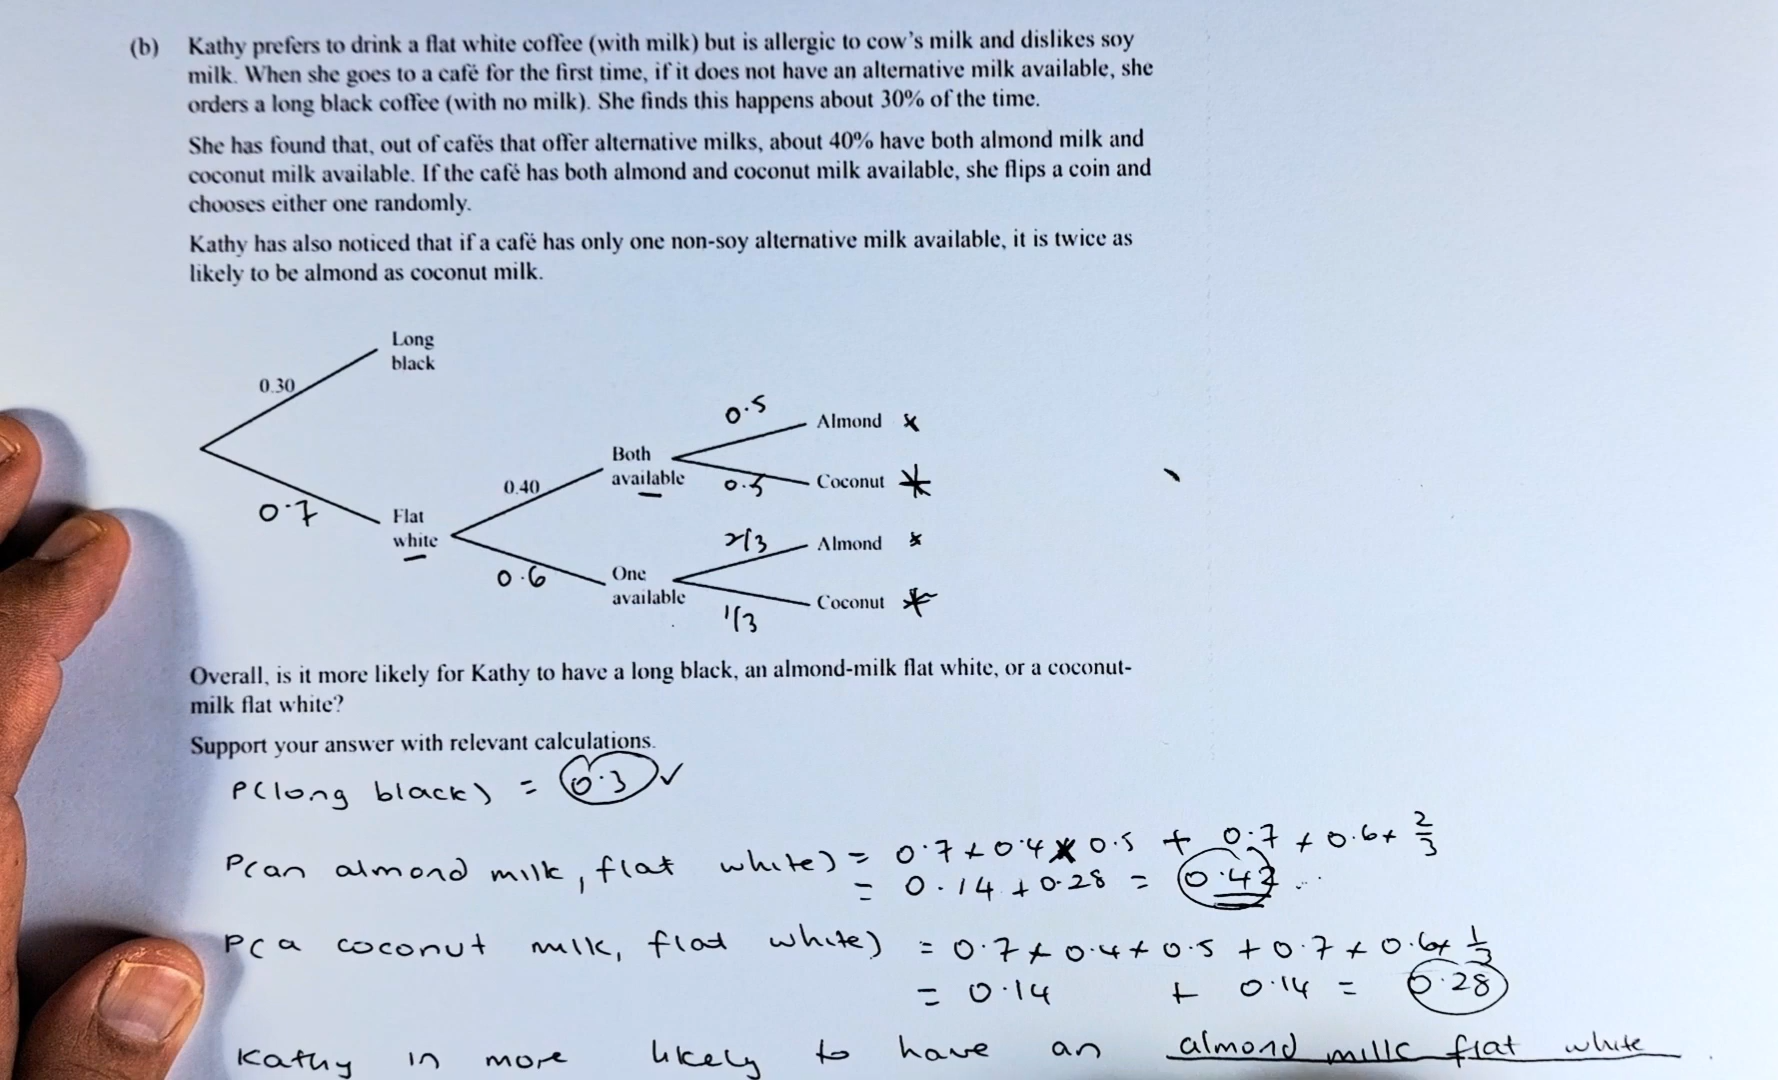 (b) Kathy prefers to drink a flat white coffee (with milk) but is allergic to cow's milk and dislikes soy
milk. When she goes to a café for the first time, if it does not have an alternative milk available, she
orders a long black coffee (with no milk). She finds this happens about 30% of the time.
She has found that, out of cafés that offer alternative milks, about 40% have both almond milk and
coconut milk available. If the café has both almond and coconut milk available, she flips a coin and
chooses either one randomly.
Kathy has also noticed that if a café has only one non-soy alternative milk available, it is twice as
likely to be almond as coconut milk.
Long
black
0.30
0.5
Almond
Both
available
0.40
0.5
Coconut
0.7
Flat
white
2/3
Almond
0.6
One
available
1/3
Coconut
Overall, is it more likely for Kathy to have a long black, an almond-milk flat white, or a coconut-
milk flat white?
Support your answer with relevant calculations.
P(long black) = 0.3 ✓
P(an almond milk, flat white) = 0.7 × 0.4 × 0.5 + 0.7 × 0.6 × 2/3
= 0.14 + 0.28 = 0.42
P(a coconut milk, flat white) = 0.7 × 0.4 × 0.5 + 0.7 × 0.6 × 1/3
= 0.14 + 0.14 = 0.28
Kathy in more likely to have an almond milk flat white